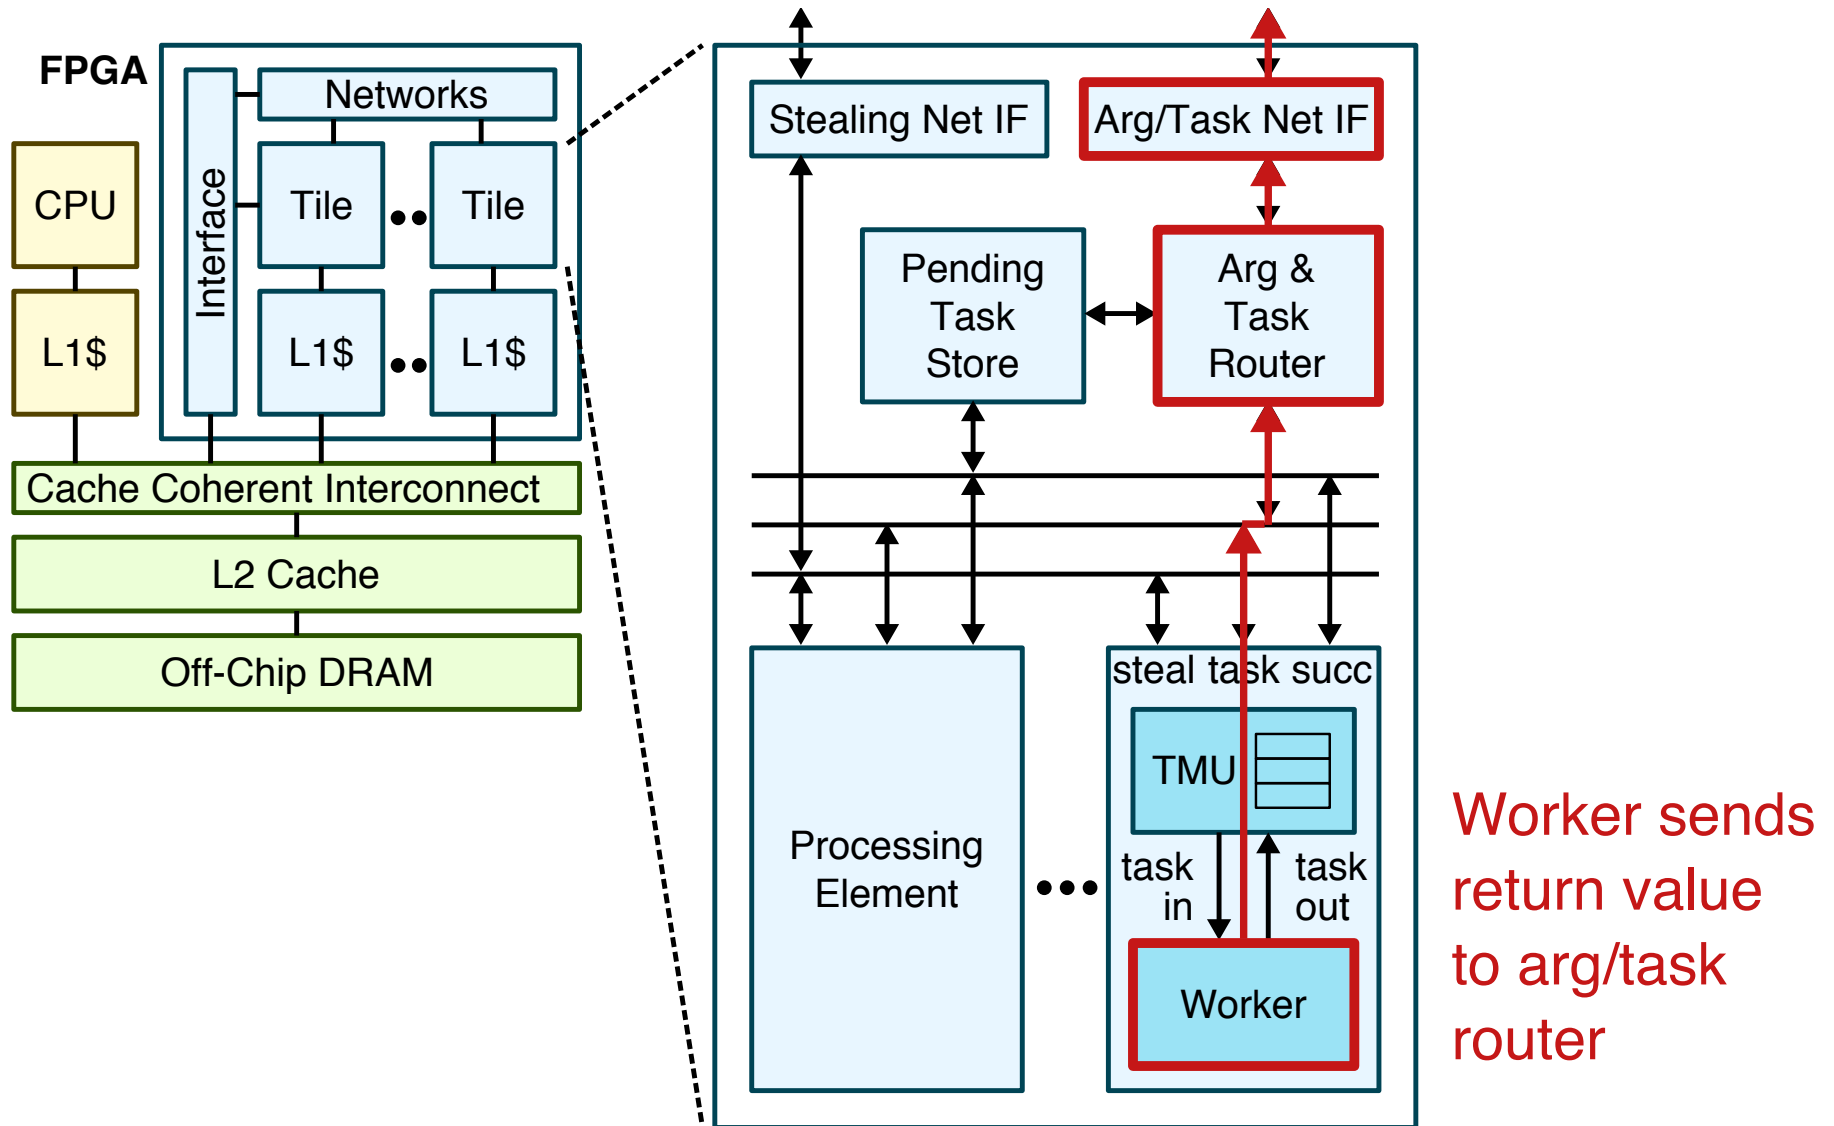 FPGA
Networks
CPU
Interface
Tile
Tile
L1$
L1$
L1$
Cache Coherent Interconnect
L2 Cache
Off-Chip DRAM
Stealing Net IF
Arg/Task Net IF
Pending
Task
Store
Arg &
Task
Router
Processing
Element
steal task succ
TMU
task
in
task
out
Worker
Worker sends
return value
to arg/task
router